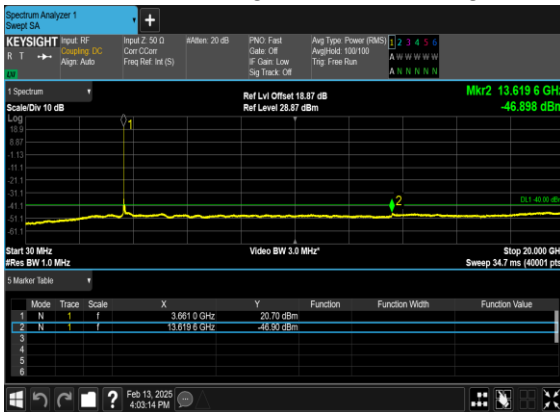 Spectrum Analyzer 1
Swept SA
KEYSIGHT Input: RF Input Z: 50 Ω #Atten: 20 dB PNO: Fast Avg Type: Power (RMS) 1 2 3 4 5 6
R T Coupling: DC Corr CCorr Gate: Off Avg|Hold: 100/100 A W W W W W
Align: Auto Freq Ref: Int (S) IF Gain: Low Trig: Free Run
Sig Track: Off A N N N N N
1 Spectrum
Scale/Div 10 dB
Ref Lvl Offset 18.87 dB
Ref Level 28.87 dBm
Mkr2 13.619 6 GHz
-46.898 dBm
Log
18.9
8.87
-1.13
-11.1
-21.1
-31.1
-41.1
-51.1
-61.1
1
2
DL1 -40.00 dBm
Start 30 MHz Video BW 3.0 MHz* Stop 20.000 GH
#Res BW 1.0 MHz Sweep 34.7 ms (40001 pts
5 Marker Table
Mode Trace Scale X Y Function Function Width Function Value
1 N 1 f 3.661 0 GHz 20.70 dBm
2 N 1 f 13.619 6 GHz -46.90 dBm
3
4
5
6
? Feb 13, 2025
4:03:14 PM